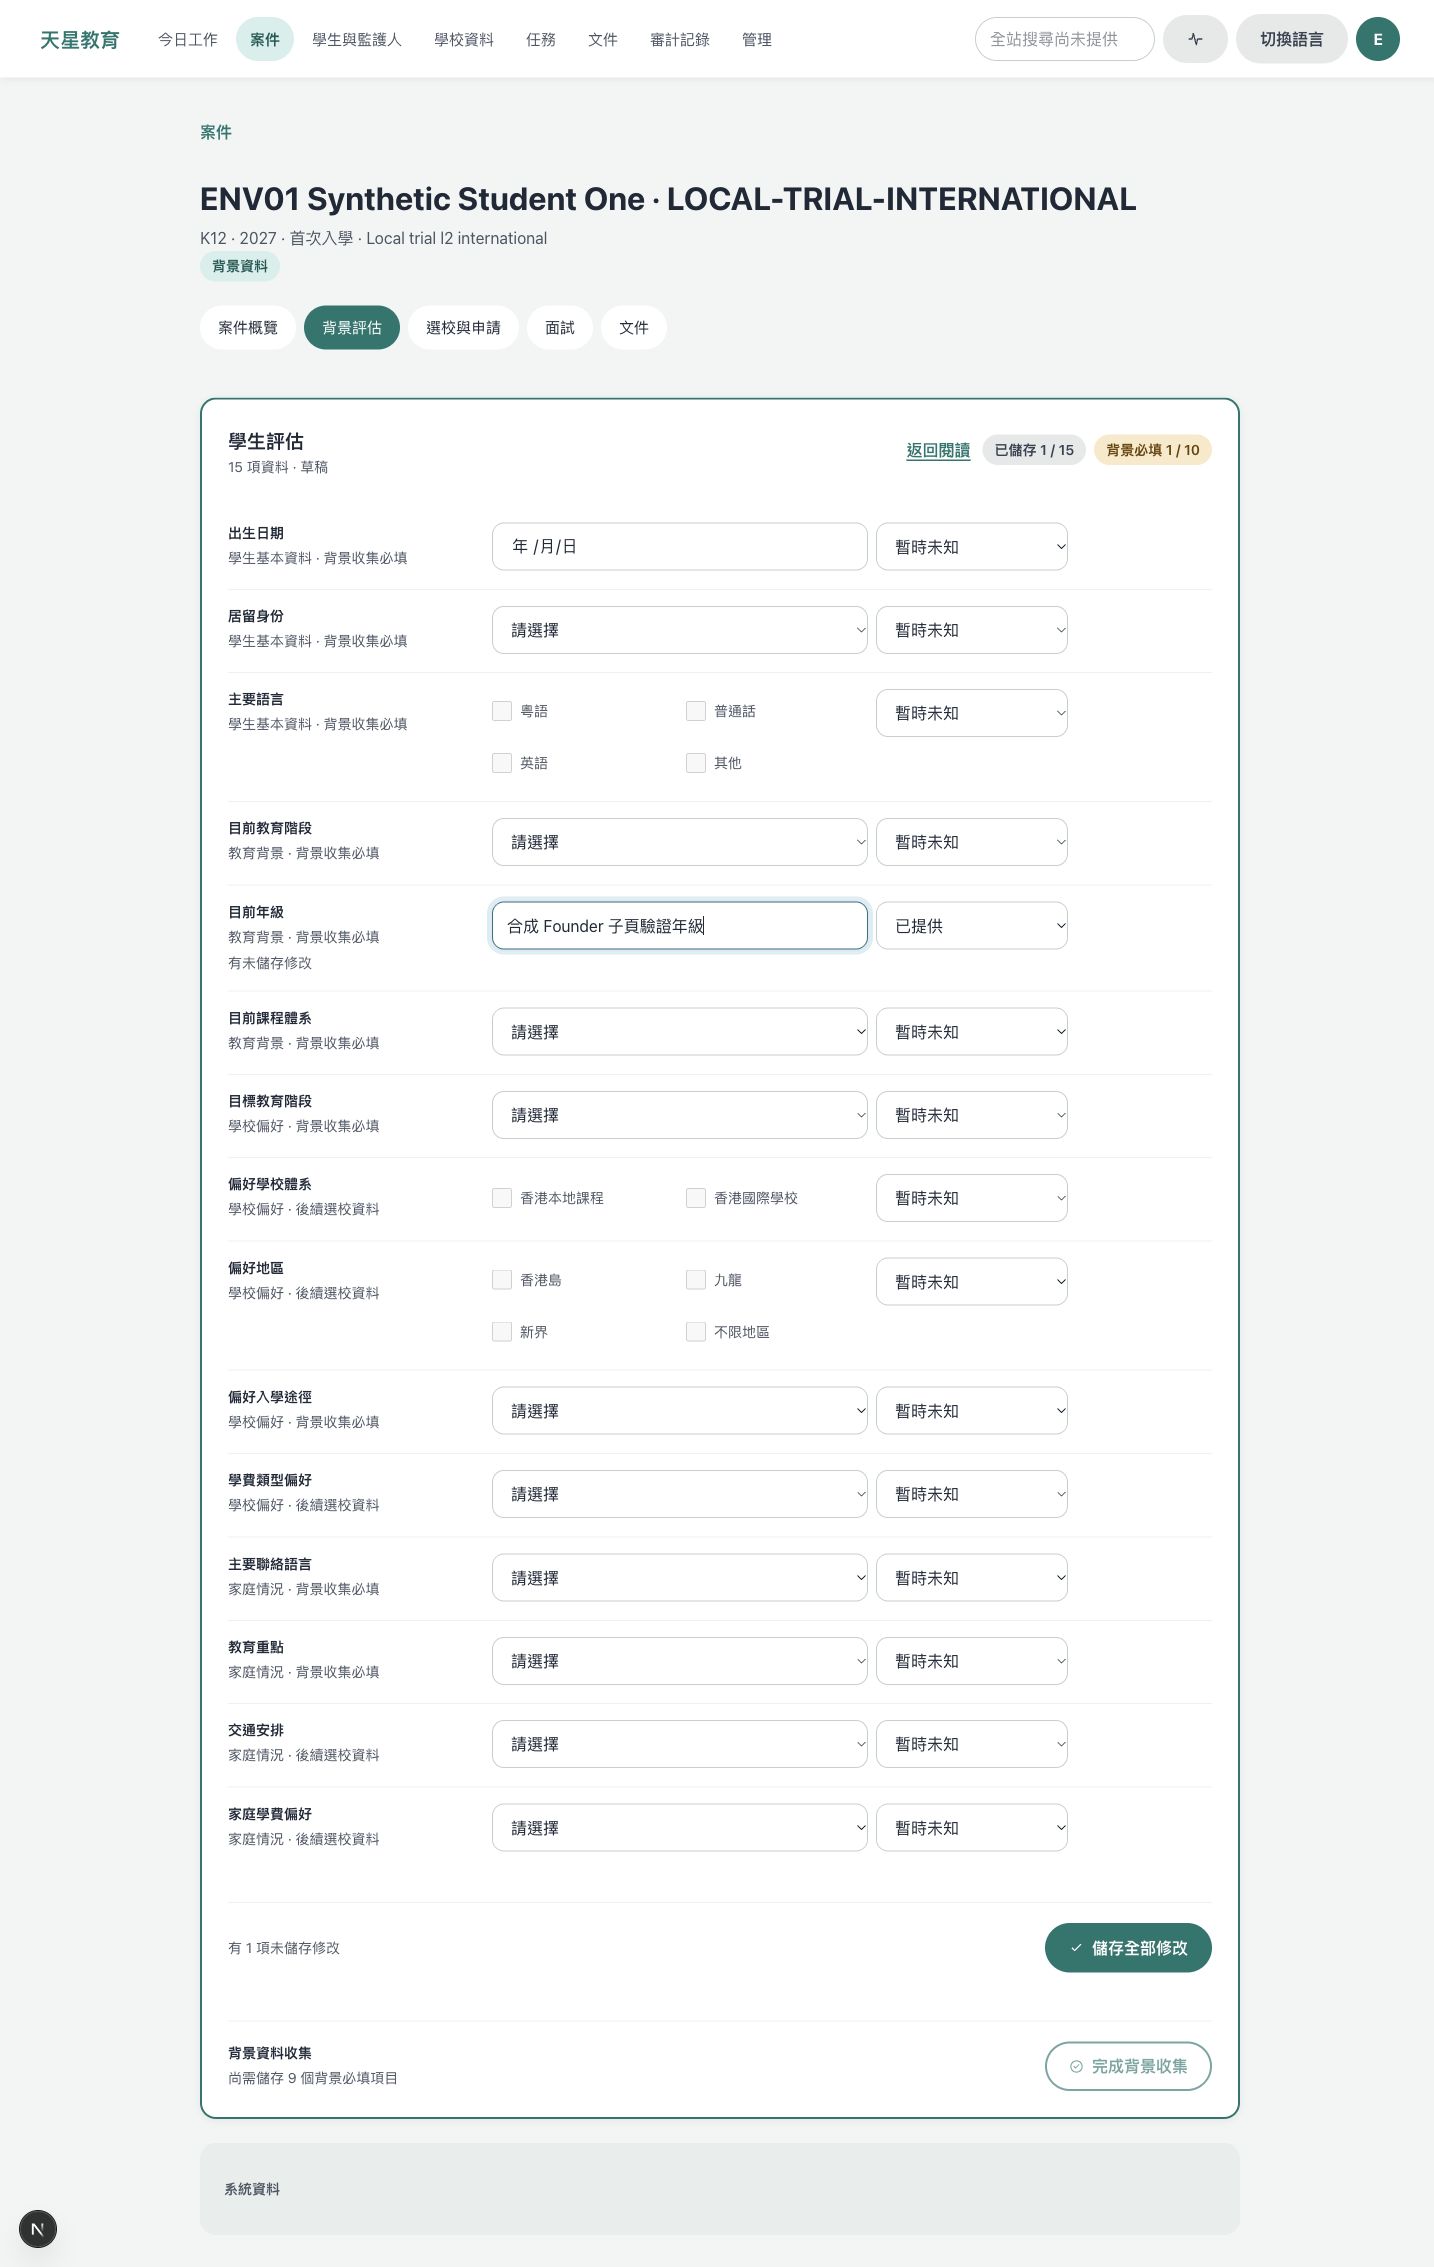 天星教育
今日工作
案件
學生與監護人
學校資料
任務
文件
審計記錄
管理
全站搜尋尚未提供
切換語言
E
案件
ENV01 Synthetic Student One · LOCAL-TRIAL-INTERNATIONAL
K12 · 2027 · 首次入學 · Local trial l2 international
背景資料
案件概覽
背景評估
選校與申請
面試
文件
學生評估
15 項資料 · 草稿
返回閱讀
已儲存 1 / 15
背景必填 1 / 10
出生日期
學生基本資料 · 背景收集必填
年 /月/日
暫時未知
居留身份
學生基本資料 · 背景收集必填
請選擇
暫時未知
主要語言
學生基本資料 · 背景收集必填
粵語
普通話
英語
其他
暫時未知
目前教育階段
教育背景 · 背景收集必填
請選擇
暫時未知
目前年級
教育背景 · 背景收集必填
有未儲存修改
合成 Founder 子頁驗證年級
已提供
目前課程體系
教育背景 · 背景收集必填
請選擇
暫時未知
目標教育階段
學校偏好 · 背景收集必填
請選擇
暫時未知
偏好學校體系
學校偏好 · 後續選校資料
香港本地課程
香港國際學校
暫時未知
偏好地區
學校偏好 · 後續選校資料
香港島
九龍
新界
不限地區
暫時未知
偏好入學途徑
學校偏好 · 背景收集必填
請選擇
暫時未知
學費類型偏好
學校偏好 · 後續選校資料
請選擇
暫時未知
主要聯絡語言
家庭情況 · 背景收集必填
請選擇
暫時未知
教育重點
家庭情況 · 背景收集必填
請選擇
暫時未知
交通安排
家庭情況 · 後續選校資料
請選擇
暫時未知
家庭學費偏好
家庭情況 · 後續選校資料
請選擇
暫時未知
有 1 項未儲存修改
儲存全部修改
背景資料收集
尚需儲存 9 個背景必填項目
完成背景收集
系統資料
N